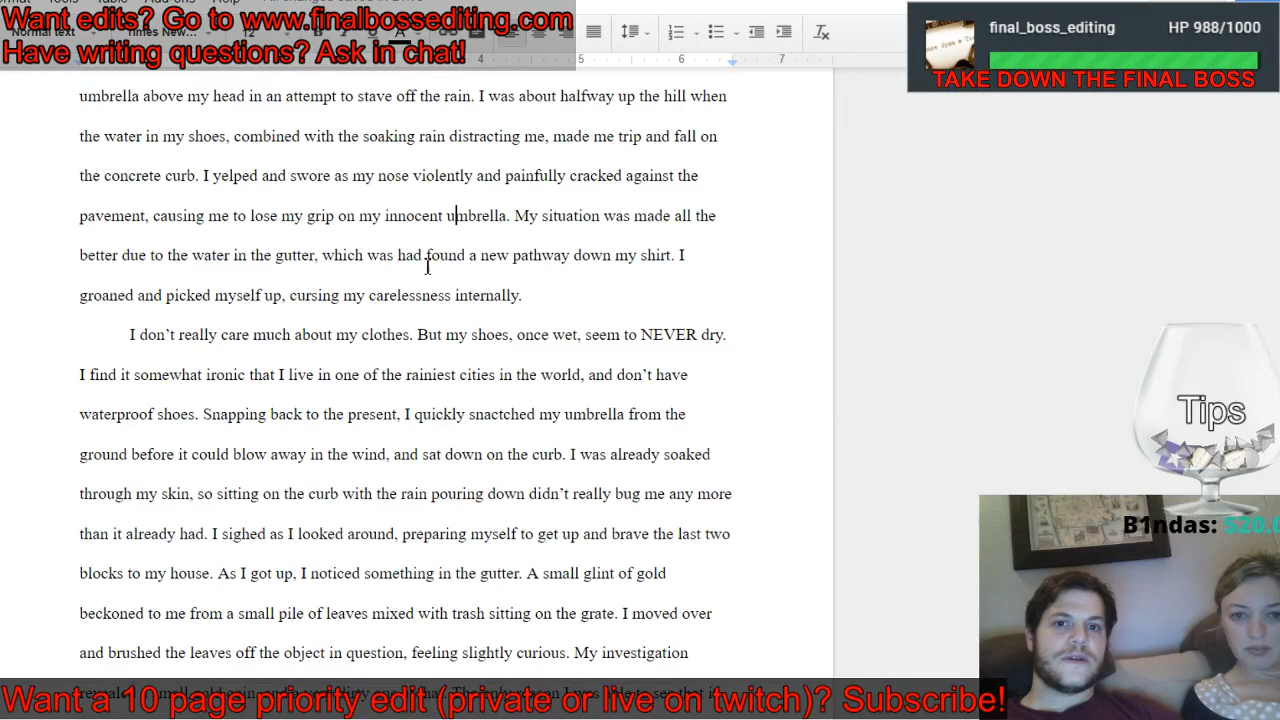 Want edits? Go to www.finalbossediting.com
Have writing questions? Ask in chat!
final_boss_editing HP 988/1000
TAKE DOWN THE FINAL BOSS
12
4 5 6 7
umbrella above my head in an attempt to stave off the rain. I was about halfway up the hill when
the water in my shoes, combined with the soaking rain distracting me, made me trip and fall on
the concrete curb. I yelped and swore as my nose violently and painfully cracked against the
pavement, causing me to lose my grip on my innocent umbrella. My situation was made all the
better due to the water in the gutter, which was had found a new pathway down my shirt. I
groaned and picked myself up, cursing my carelessness internally.
I don’t really care much about my clothes. But my shoes, once wet, seem to NEVER dry.
I find it somewhat ironic that I live in one of the rainiest cities in the world, and don’t have
waterproof shoes. Snapping back to the present, I quickly snactched my umbrella from the
ground before it could blow away in the wind, and sat down on the curb. I was already soaked
through my skin, so sitting on the curb with the rain pouring down didn’t really bug me any more
than it already had. I sighed as I looked around, preparing myself to get up and brave the last two
blocks to my house. As I got up, I noticed something in the gutter. A small glint of gold
beckoned to me from a small pile of leaves mixed with trash sitting on the grate. I moved over
and brushed the leaves off the object in question, feeling slightly curious. My investigation
Tips
B1ndas: $20.
Want a 10 page priority edit (private or live on twitch)? Subscribe!